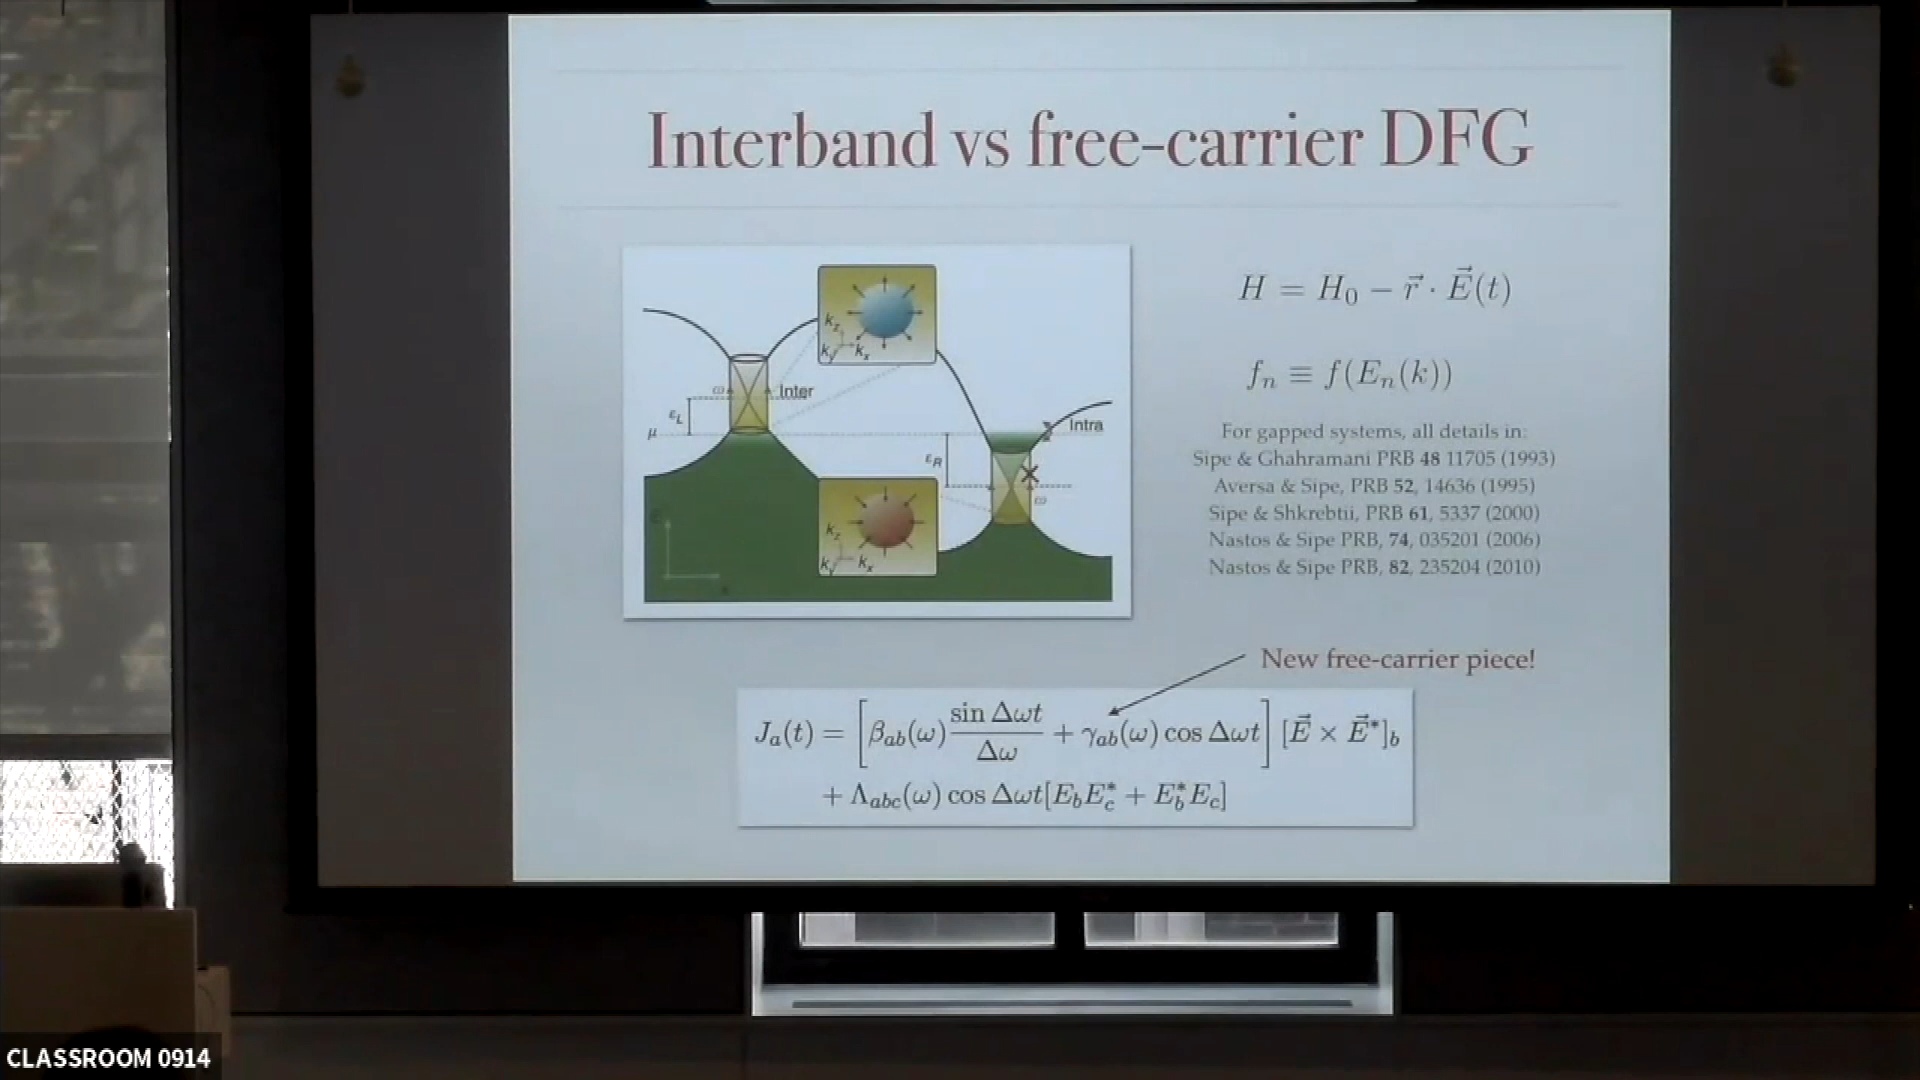 Interband vs free-carrier DFG
k_z
k_y k_x
ω
Inter
ε_L
μ
Intra
ε_R
ω
k_z
k_y k_x
H = H_0 − r⃗ · E⃗(t)
f_n ≡ f(E_n(k))
For gapped systems, all details in:
Sipe & Ghahramani PRB 48 11705 (1993)
Aversa & Sipe, PRB 52, 14636 (1995)
Sipe & Shkrebtii, PRB 61, 5337 (2000)
Nastos & Sipe PRB, 74, 035201 (2006)
Nastos & Sipe PRB, 82, 235204 (2010)
New free-carrier piece!
J_a(t) = [β_ab(ω) sin Δωt / Δω + γ_ab(ω) cos Δωt] [E⃗ × E⃗*]_b
+ Λ_abc(ω) cos Δωt[E_b E_c* + E_b* E_c]
CLASSROOM 0914